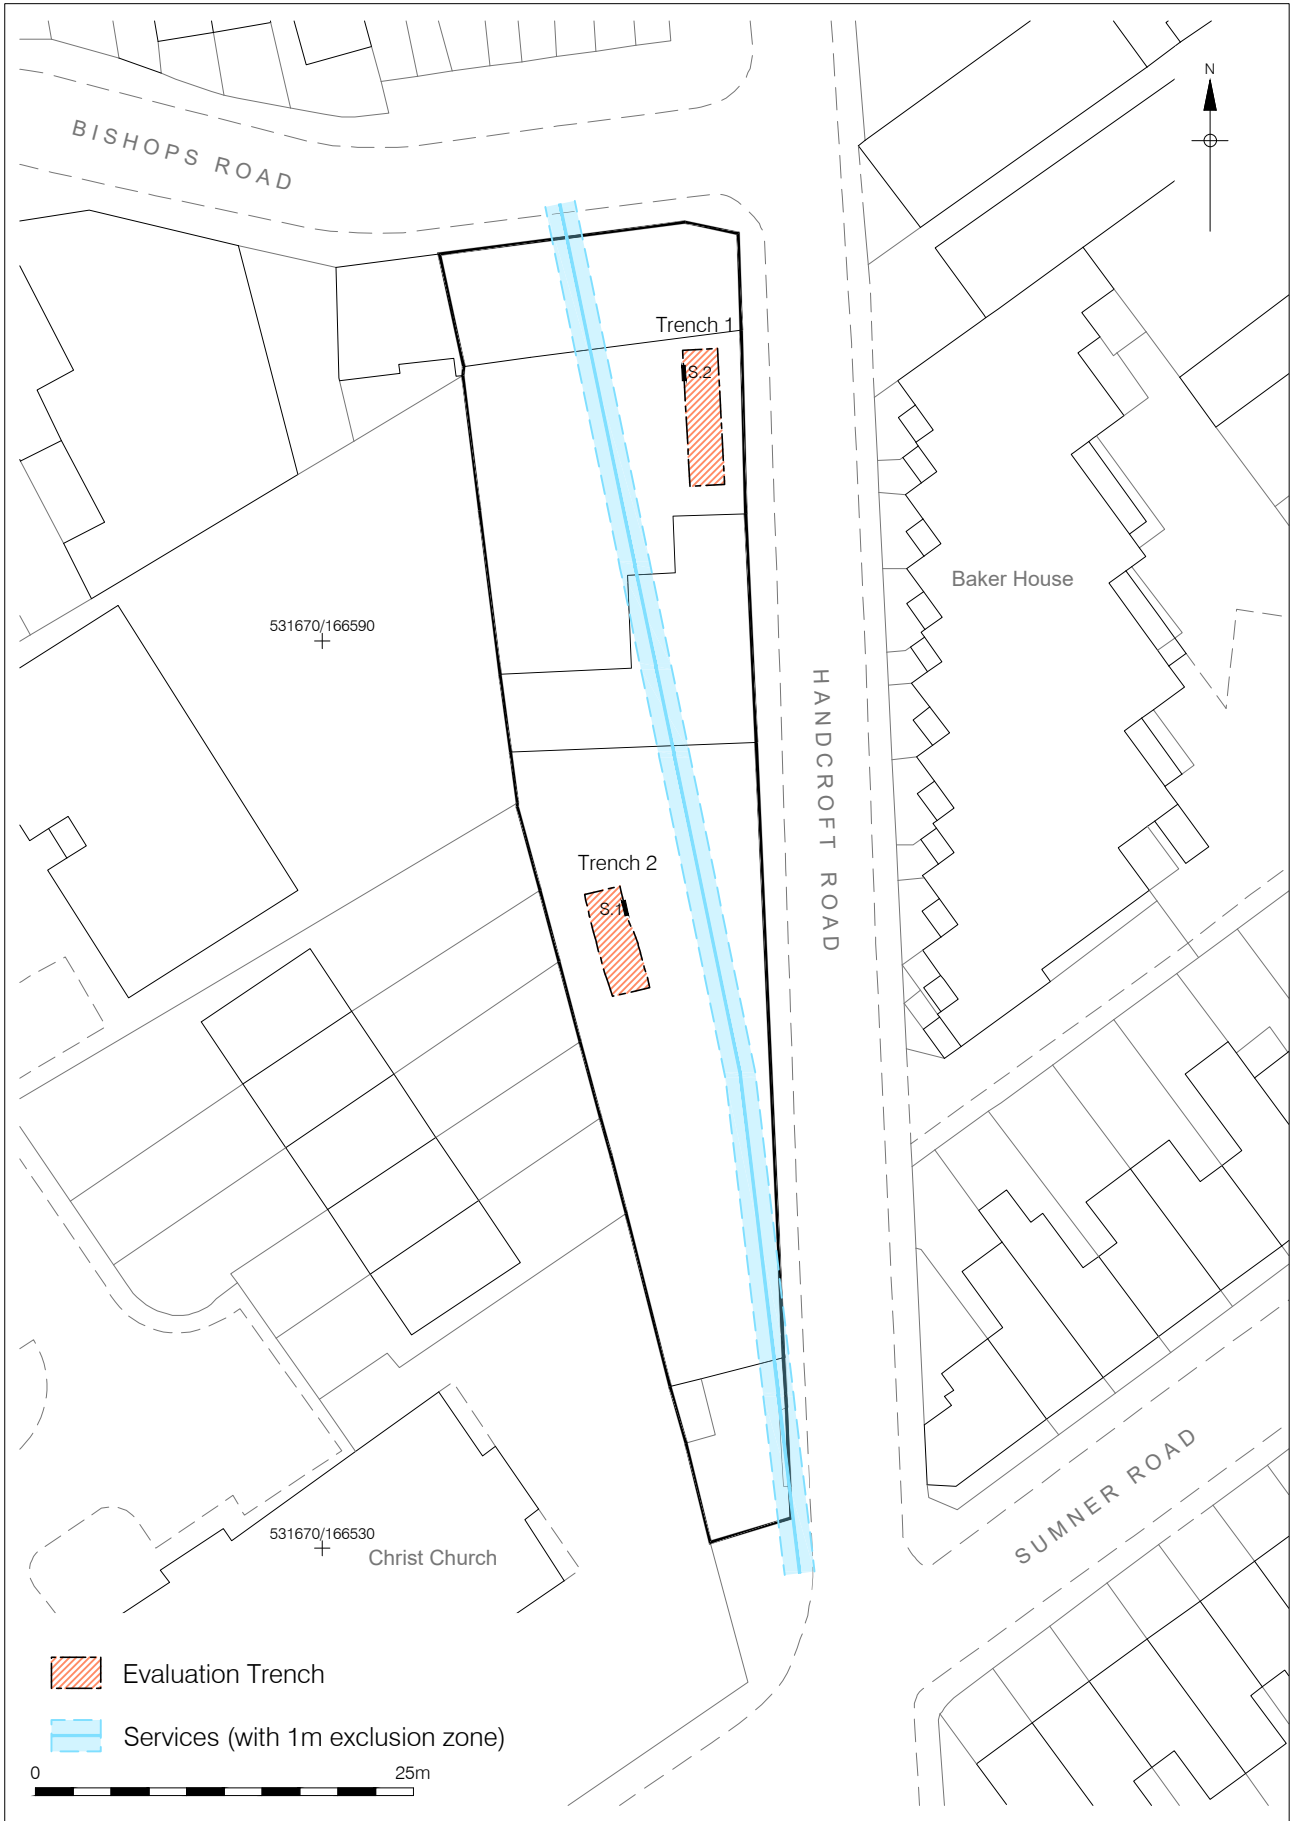 N
BISHOPS ROAD
Trench 1
S.2
Baker House
531670/166590
HANDCROFT ROAD
Trench 2
S.1
SUMNER ROAD
531670/166530
Christ Church
Evaluation Trench
Services (with 1m exclusion zone)
0 25m